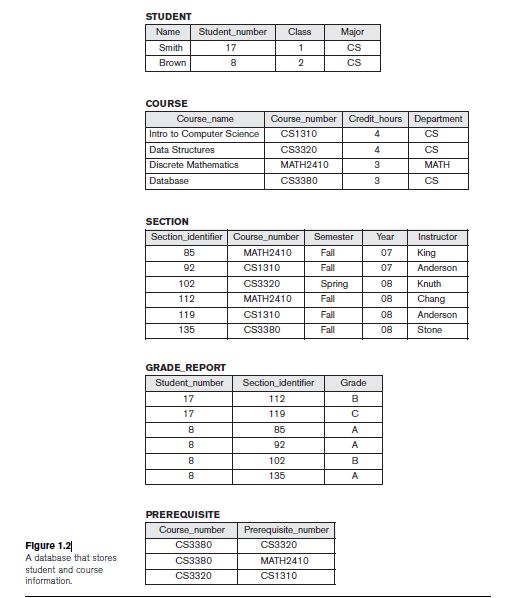 STUDENT
Name Student_number Class Major
Smith 17 1 CS
Brown 8 2 CS
COURSE
Course_name Course_number Credit_hours Department
Intro to Computer Science CS1310 4 CS
Data Structures CS3320 4 CS
Discrete Mathematics MATH2410 3 MATH
Database CS3380 3 CS
SECTION
Section_identifier Course_number Semester Year Instructor
85 MATH2410 Fall 07 King
92 CS1310 Fall 07 Anderson
102 CS3320 Spring 08 Knuth
112 MATH2410 Fall 08 Chang
119 CS1310 Fall 08 Anderson
135 CS3380 Fall 08 Stone
GRADE_REPORT
Student_number Section_identifier Grade
17 112 B
17 119 C
8 85 A
8 92 A
8 102 B
8 135 A
PREREQUISITE
Course_number Prerequisite_number
CS3380 CS3320
CS3380 MATH2410
CS3320 CS1310
Figure 1.2
A database that stores
student and course
information.